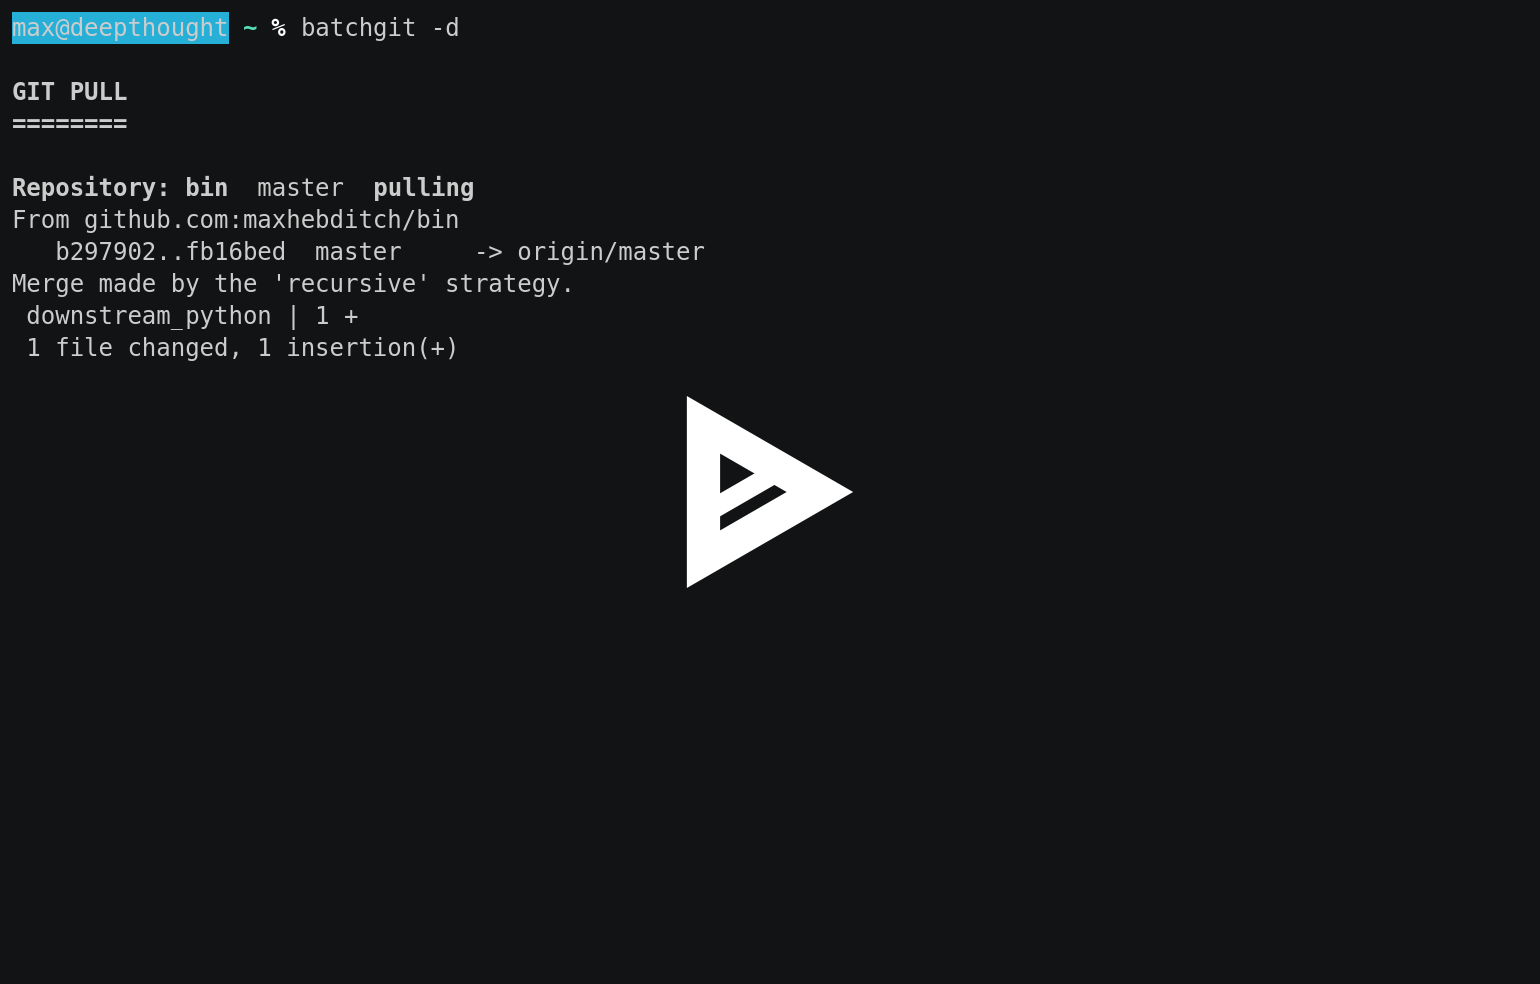 max@deepthought ~ % batchgit -d
GIT PULL
========
Repository: bin  master  pulling
From github.com:maxhebditch/bin
   b297902..fb16bed  master     -> origin/master
Merge made by the 'recursive' strategy.
 downstream_python | 1 +
 1 file changed, 1 insertion(+)